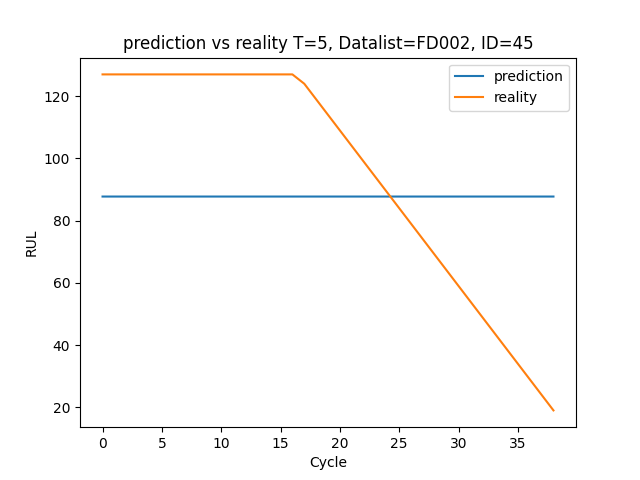 prediction vs reality T=5, Datalist=FD002, ID=45
prediction
reality
RUL
120
100
80
60
40
20
0 5 10 15 20 25 30 35
Cycle